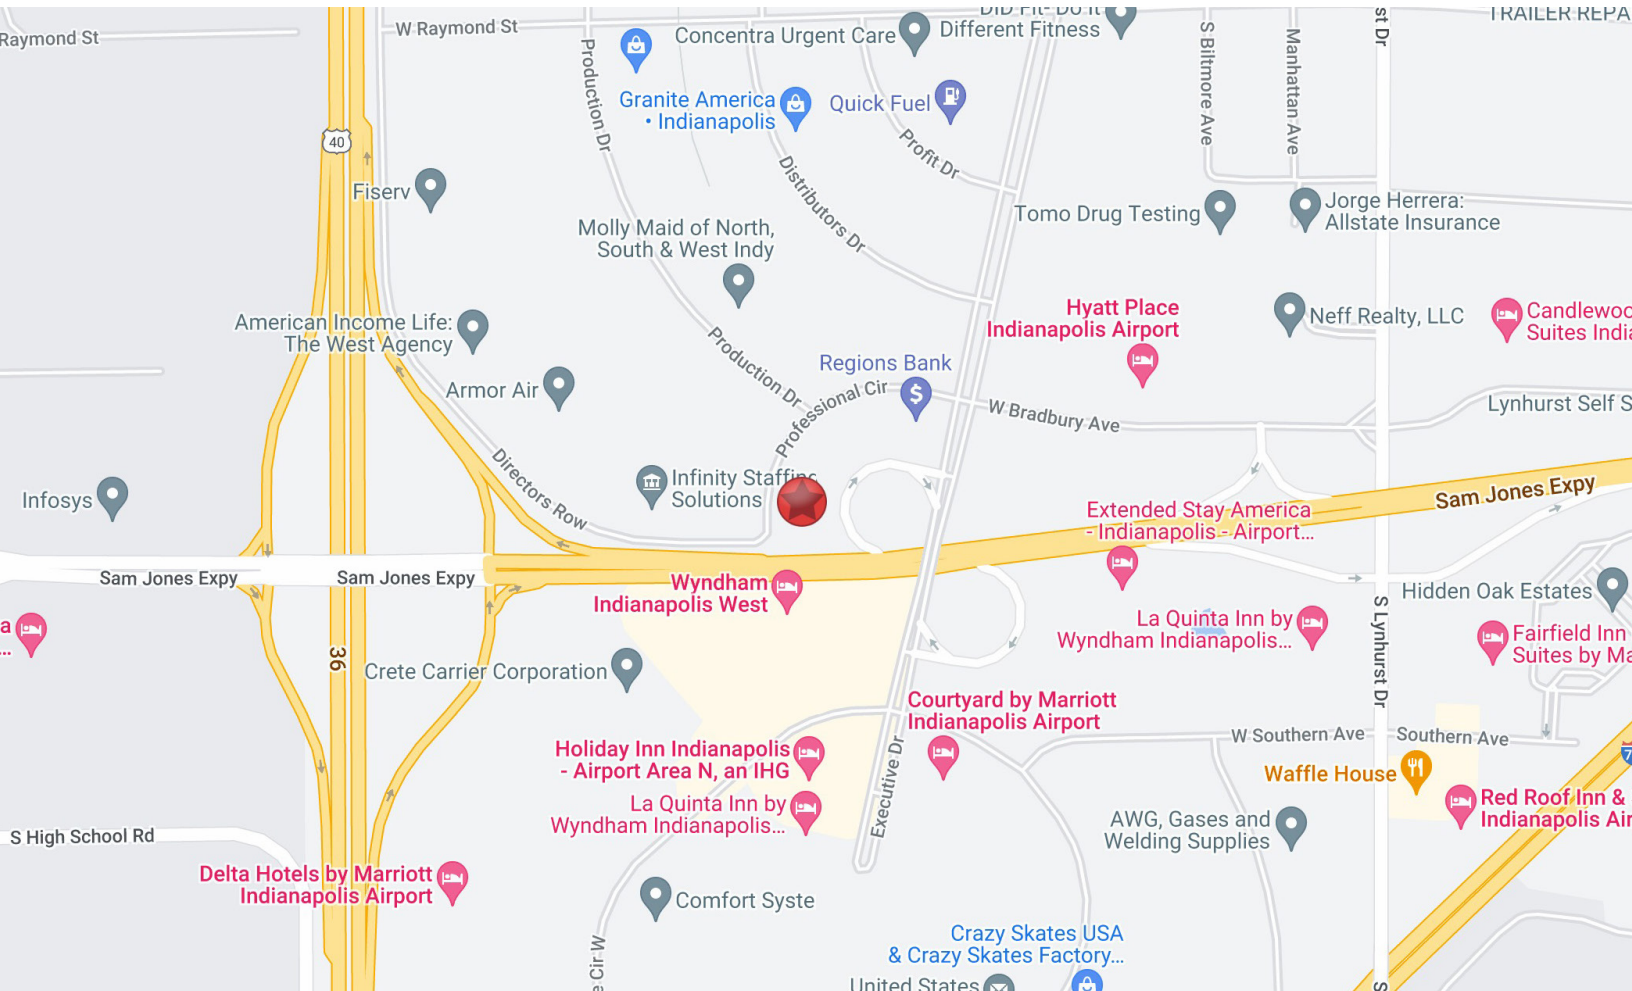 Raymond St
W Raymond St
Concentra Urgent Care
DID Fit- Do It
Different Fitness
TRAILER REPA
st Dr
40
Production Dr
Granite America
• Indianapolis
Quick Fuel
Profit Dr
S Biltmore Ave
Manhattan Ave
Fiserv
Distributors Dr
Tomo Drug Testing
Jorge Herrera:
Allstate Insurance
Molly Maid of North,
South & West Indy
American Income Life:
The West Agency
Hyatt Place
Indianapolis Airport
Neff Realty, LLC
Candlewoo
Suites India
Armor Air
Production Dr
Professional Cir
Regions Bank
$
W Bradbury Ave
Lynhurst Self S
Directors Row
Infosys
Infinity Staffing
Solutions
Extended Stay America
- Indianapolis - Airport...
Sam Jones Expy
Sam Jones Expy
Sam Jones Expy
Wyndham
Indianapolis West
Hidden Oak Estates
La Quinta Inn by
Wyndham Indianapolis...
S Lynhurst Dr
Fairfield Inn
Suites by Ma
a
...
36
Crete Carrier Corporation
Courtyard by Marriott
Indianapolis Airport
W Southern Ave
Southern Ave
7
Holiday Inn Indianapolis
- Airport Area N, an IHG
Executive Dr
Waffle House
La Quinta Inn by
Wyndham Indianapolis...
Red Roof Inn &
Indianapolis Air
AWG, Gases and
Welding Supplies
S High School Rd
Delta Hotels by Marriott
Indianapolis Airport
Comfort Syste
e Cir W
Crazy Skates USA
& Crazy Skates Factory...
United States
S